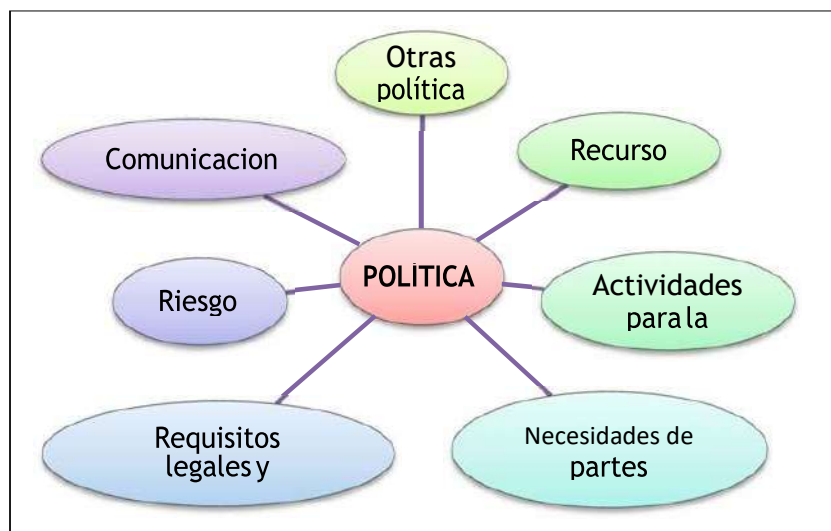 Otras
política
Comunicacion
Recurso
POLÍTICA
Riesgo
Actividades
para la
Requisitos
legales y
Necesidades de
partes